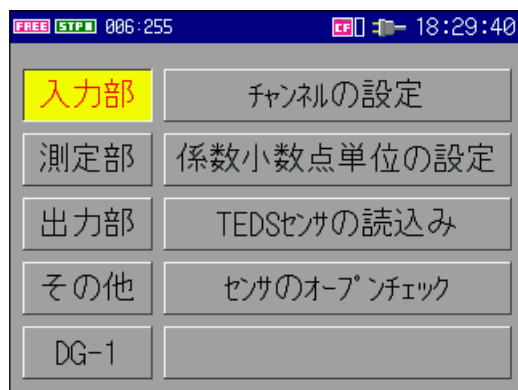 FREE STPⅡ 006:255 CF 18:29:40
入力部 ﾁｬﾝﾈﾙの設定
測定部 係数小数点単位の設定
出力部 TEDSｾﾝｻの読込み
その他 ｾﾝｻのｵｰﾌﾟﾝﾁｪｯｸ
DG-1